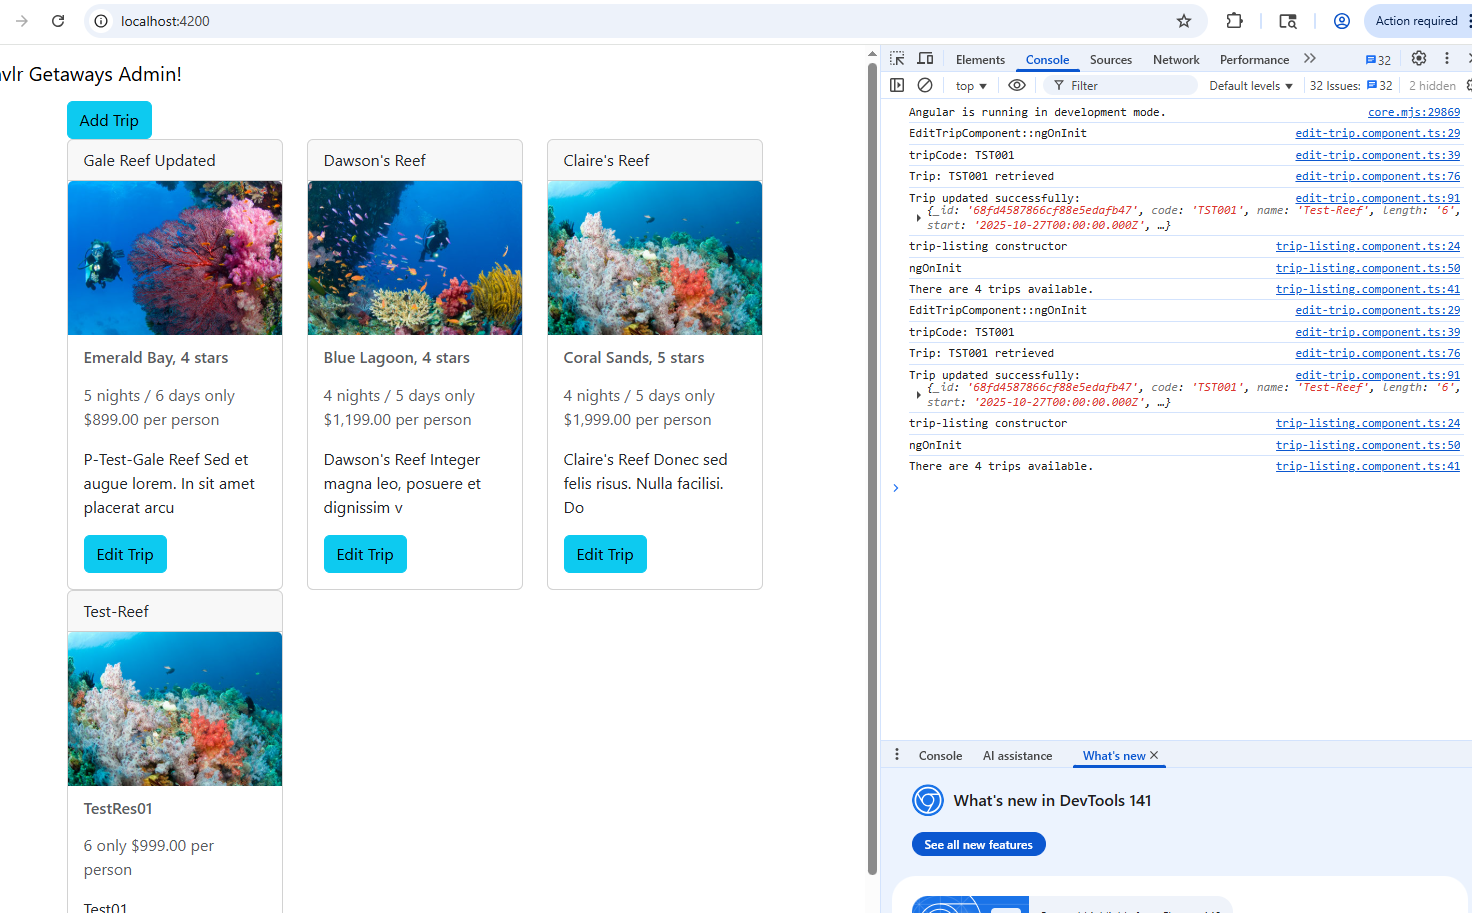 localhost:4200
Action required
vlr Getaways Admin!
Add Trip
Gale Reef Updated
Emerald Bay, 4 stars
5 nights / 6 days only
$899.00 per person
P-Test-Gale Reef Sed et
augue lorem. In sit amet
placerat arcu
Edit Trip
Dawson's Reef
Blue Lagoon, 4 stars
4 nights / 5 days only
$1,199.00 per person
Dawson's Reef Integer
magna leo, posuere et
dignissim v
Edit Trip
Claire's Reef
Coral Sands, 5 stars
4 nights / 5 days only
$1,999.00 per person
Claire's Reef Donec sed
felis risus. Nulla facilisi.
Do
Edit Trip
Test-Reef
TestRes01
6 only $999.00 per
person
Test01
Elements Console Sources Network Performance 32
top Filter Default levels 32 Issues: 32 2 hidden
Angular is running in development mode. core.mjs:29869
EditTripComponent::ngOnInit edit-trip.component.ts:29
tripCode: TST001 edit-trip.component.ts:39
Trip: TST001 retrieved edit-trip.component.ts:76
Trip updated successfully: edit-trip.component.ts:91
{_id: '68fd4587866cf88e5edafb47', code: 'TST001', name: 'Test-Reef', length: '6',
start: '2025-10-27T00:00:00.000Z', …}
trip-listing constructor trip-listing.component.ts:24
ngOnInit trip-listing.component.ts:50
There are 4 trips available. trip-listing.component.ts:41
EditTripComponent::ngOnInit edit-trip.component.ts:29
tripCode: TST001 edit-trip.component.ts:39
Trip: TST001 retrieved edit-trip.component.ts:76
Trip updated successfully: edit-trip.component.ts:91
{_id: '68fd4587866cf88e5edafb47', code: 'TST001', name: 'Test-Reef', length: '6',
start: '2025-10-27T00:00:00.000Z', …}
trip-listing constructor trip-listing.component.ts:24
ngOnInit trip-listing.component.ts:50
There are 4 trips available. trip-listing.component.ts:41
Console AI assistance What's new
What's new in DevTools 141
See all new features